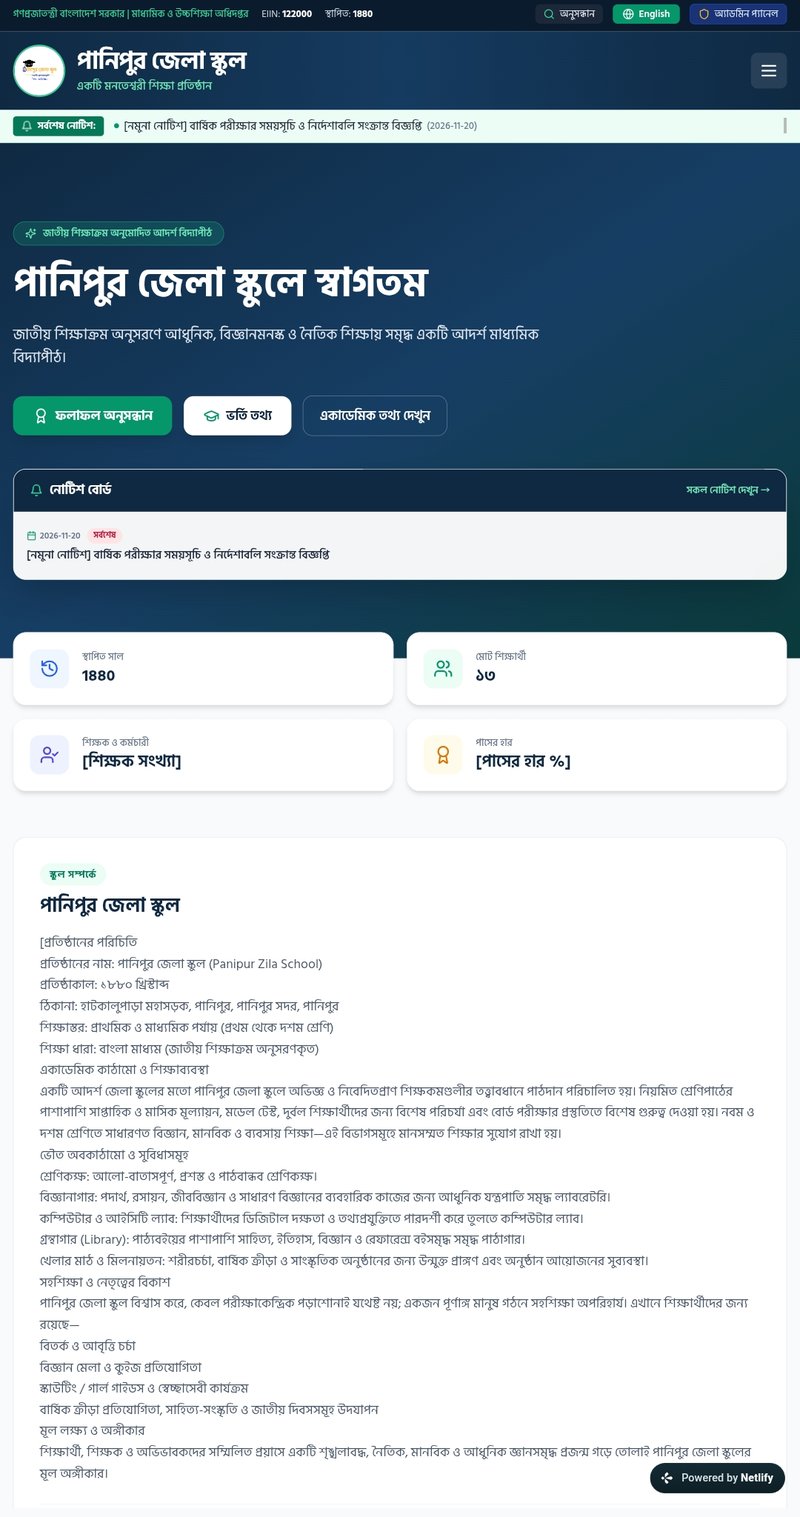 গণপ্রজাতন্ত্রী বাংলাদেশ সরকার | মাধ্যমিক ও উচ্চশিক্ষা অধিদপ্তর EIIN: 122000 স্থাপিত: 1880 অনুসন্ধান English অ্যাডমিন প্যানেল
পানিপুর জেলা স্কুল
একটি মনতেশ্বরী শিক্ষা প্রতিষ্ঠান
সর্বশেষ নোটিশ: [নমুনা নোটিশ] বার্ষিক পরীক্ষার সময়সূচি ও নির্দেশাবলি সংক্রান্ত বিজ্ঞপ্তি (2026-11-20)
জাতীয় শিক্ষাক্রম অনুমোদিত আদর্শ বিদ্যাপীঠ
পানিপুর জেলা স্কুলে স্বাগতম
জাতীয় শিক্ষাক্রম অনুসরণে আধুনিক, বিজ্ঞানমনস্ক ও নৈতিক শিক্ষায় সমৃদ্ধ একটি আদর্শ মাধ্যমিক
বিদ্যাপীঠ।
ফলাফল অনুসন্ধান ভর্তি তথ্য একাডেমিক তথ্য দেখুন
নোটিশ বোর্ড সকল নোটিশ দেখুন →
2026-11-20 সর্বশেষ
[নমুনা নোটিশ] বার্ষিক পরীক্ষার সময়সূচি ও নির্দেশাবলি সংক্রান্ত বিজ্ঞপ্তি
স্থাপিত সাল
1880
মোট শিক্ষার্থী
১৩
শিক্ষক ও কর্মচারী
[শিক্ষক সংখ্যা]
পাসের হার
[পাসের হার %]
স্কুল সম্পর্কে
পানিপুর জেলা স্কুল
[প্রতিষ্ঠানের পরিচিতি
প্রতিষ্ঠানের নাম: পানিপুর জেলা স্কুল (Panipur Zila School)
প্রতিষ্ঠাকাল: ১৮৮০ খ্রিস্টাব্দ
ঠিকানা: হাটকালুপাড়া মহাসড়ক, পানিপুর, পানিপুর সদর, পানিপুর
শিক্ষাস্তর: প্রাথমিক ও মাধ্যমিক পর্যায় (প্রথম থেকে দশম শ্রেণি)
শিক্ষা ধারা: বাংলা মাধ্যম (জাতীয় শিক্ষাক্রম অনুসরণকৃত)
একাডেমিক কাঠামো ও শিক্ষাব্যবস্থা
একটি আদর্শ জেলা স্কুলের মতো পানিপুর জেলা স্কুলে অভিজ্ঞ ও নিবেদিতপ্রাণ শিক্ষকমণ্ডলীর তত্ত্বাবধানে পাঠদান পরিচালিত হয়। নিয়মিত শ্রেণিপাঠের
পাশাপাশি সাপ্তাহিক ও মাসিক মূল্যায়ন, মডেল টেস্ট, দুর্বল শিক্ষার্থীদের জন্য বিশেষ পরিচর্যা এবং বোর্ড পরীক্ষার প্রস্তুতিতে বিশেষ গুরুত্ব দেওয়া হয়। নবম ও
দশম শ্রেণিতে সাধারণত বিজ্ঞান, মানবিক ও ব্যবসায় শিক্ষা—এই বিভাগসমূহে মানসম্মত শিক্ষার সুযোগ রাখা হয়।
ভৌত অবকাঠামো ও সুবিধাসমূহ
শ্রেণিকক্ষ: আলো-বাতাসপূর্ণ, প্রশস্ত ও পাঠবান্ধব শ্রেণিকক্ষ।
বিজ্ঞানাগার: পদার্থ, রসায়ন, জীববিজ্ঞান ও সাধারণ বিজ্ঞানের ব্যবহারিক কাজের জন্য আধুনিক যন্ত্রপাতি সমৃদ্ধ ল্যাবরেটরি।
কম্পিউটার ও আইসিটি ল্যাব: শিক্ষার্থীদের ডিজিটাল দক্ষতা ও তথ্যপ্রযুক্তিতে পারদর্শী করে তুলতে কম্পিউটার ল্যাব।
গ্রন্থাগার (Library): পাঠ্যবইয়ের পাশাপাশি সাহিত্য, ইতিহাস, বিজ্ঞান ও রেফারেন্স বইসমৃদ্ধ সমৃদ্ধ পাঠাগার।
খেলার মাঠ ও মিলনায়তন: শরীরচর্চা, বার্ষিক ক্রীড়া ও সাংস্কৃতিক অনুষ্ঠানের জন্য উন্মুক্ত প্রাঙ্গণ এবং অনুষ্ঠান আয়োজনের সুব্যবস্থা।
সহশিক্ষা ও নেতৃত্বের বিকাশ
পানিপুর জেলা স্কুল বিশ্বাস করে, কেবল পরীক্ষাকেন্দ্রিক পড়াশোনাই যথেষ্ট নয়; একজন পূর্ণাঙ্গ মানুষ গঠনে সহশিক্ষা অপরিহার্য। এখানে শিক্ষার্থীদের জন্য
রয়েছে—
বিতর্ক ও আবৃত্তি চর্চা
বিজ্ঞান মেলা ও কুইজ প্রতিযোগিতা
স্কাউটিং / গার্ল গাইডস ও স্বেচ্ছাসেবী কার্যক্রম
বার্ষিক ক্রীড়া প্রতিযোগিতা, সাহিত্য-সংস্কৃতি ও জাতীয় দিবসসমূহ উদযাপন
মূল লক্ষ্য ও অঙ্গীকার
শিক্ষার্থী, শিক্ষক ও অভিভাবকদের সম্মিলিত প্রয়াসে একটি শৃঙ্খলাবদ্ধ, নৈতিক, মানবিক ও আধুনিক জ্ঞানসমৃদ্ধ প্রজন্ম গড়ে তোলাই পানিপুর জেলা স্কুলের
মূল অঙ্গীকার।
Powered by Netlify